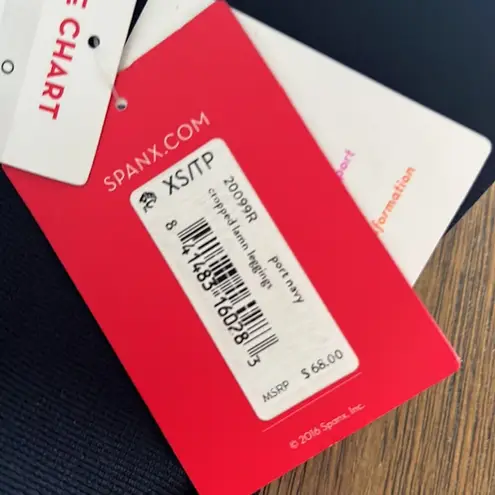 E CHART
SPANX.COM
XS/TP
20099R
cropped lamn leggings
port navy
8 41483 16028 3
MSRP $ 68.00
© 2016 Spanx, Inc.
port
formation